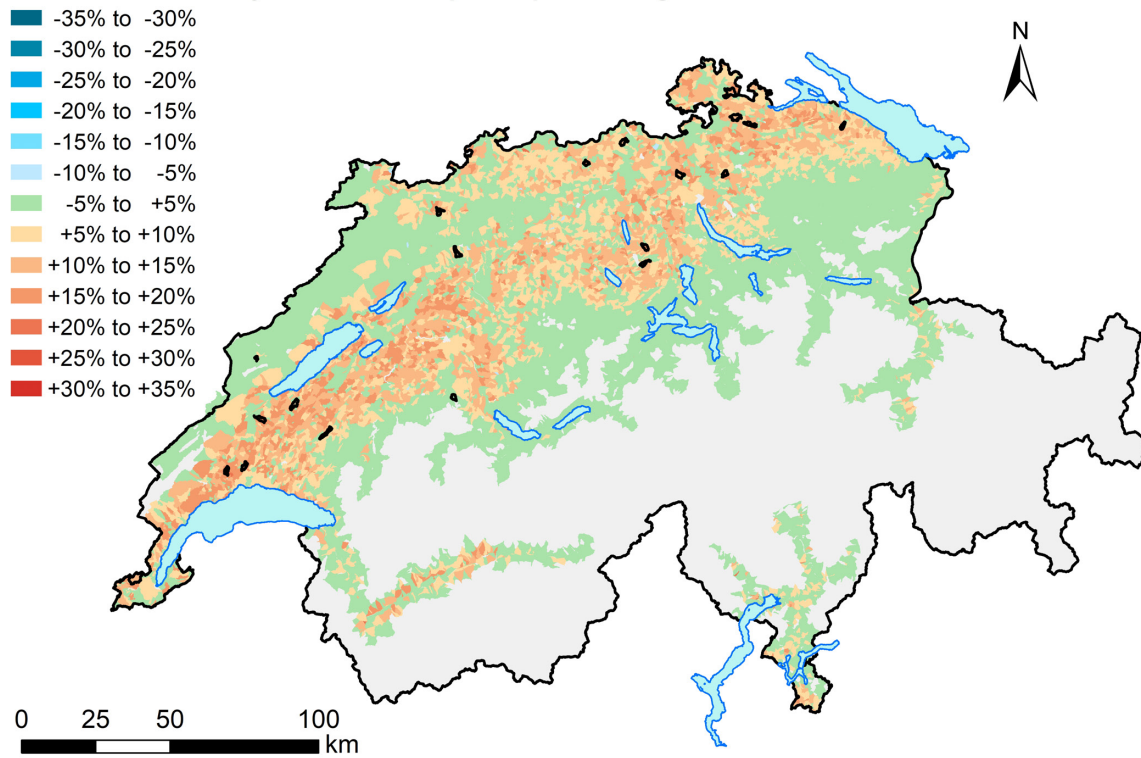 -35% to -30%
-30% to -25%
-25% to -20%
-20% to -15%
-15% to -10%
-10% to -5%
-5% to +5%
+5% to +10%
+10% to +15%
+15% to +20%
+20% to +25%
+25% to +30%
+30% to +35%
N
0 25 50 100
km